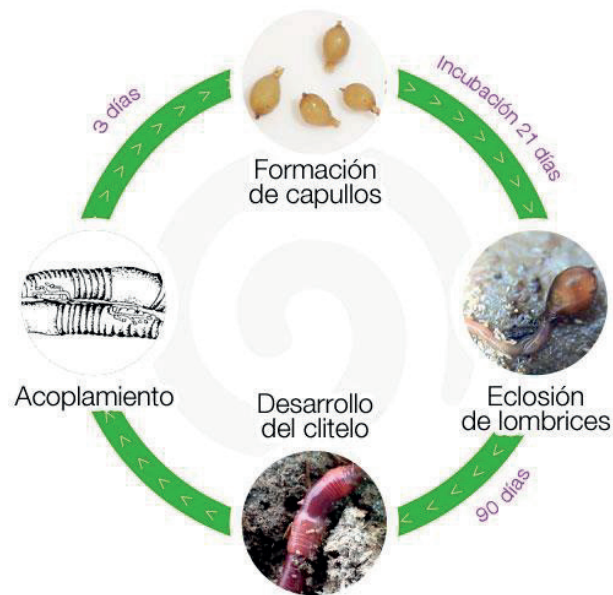 3 días
Incubación 21 días
Formación
de capullos
Acoplamiento
Desarrollo
del clitelo
Eclosión
de lombrices
90 días